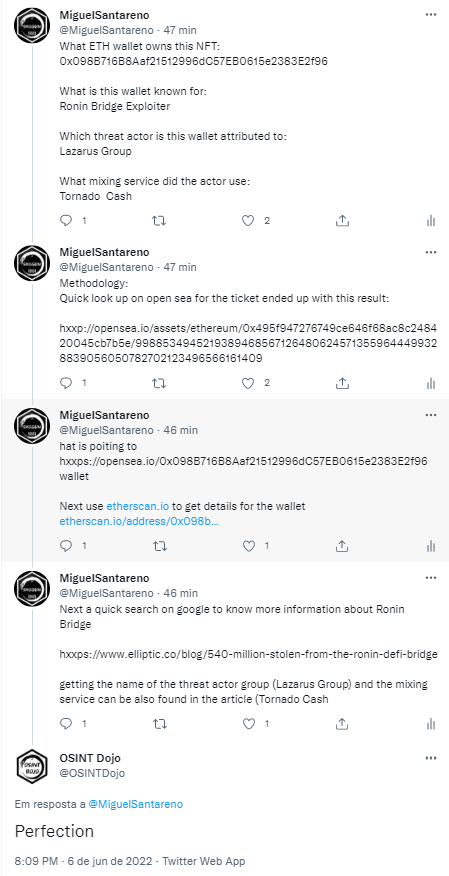 MiguelSantareno
@MiguelSantareno · 47 min
What ETH wallet owns this NFT:
0x098B716B8Aaf21512996dC57EB0615e2383E2f96
What is this wallet known for:
Ronin Bridge Exploiter
Which threat actor is this wallet attributed to:
Lazarus Group
What mixing service did the actor use:
Tornado Cash
1
2
MiguelSantareno
@MiguelSantareno · 47 min
Methodology:
Quick look up on open sea for the ticket ended up with this result:
hxxp://opensea.io/assets/ethereum/0x495f947276749ce646f68ac8c2484
20045cb7b5e/9988534945219389468567126480624571355964449932
88390560507827021234965661614​09
1
2
MiguelSantareno
@MiguelSantareno · 46 min
hat is poiting to
hxxps://opensea.io/0x098B716B8Aaf21512996dC57EB0615e2383E2f96
wallet
Next use etherscan.io to get details for the wallet
etherscan.io/address/0x098b...
1
1
MiguelSantareno
@MiguelSantareno · 46 min
Next a quick search on google to know more information about Ronin
Bridge
hxxps://www.elliptic.co/blog/540-million-stolen-from-the-ronin-defi-bridge
getting the name of the threat actor group (Lazarus Group) and the mixing
service can be also found in the article (Tornado Cash
1
1
OSINT DOJO
OSINT Dojo
@OSINTDojo
Em resposta a @MiguelSantareno
Perfection
8:09 PM · 6 de jun de 2022 · Twitter Web App